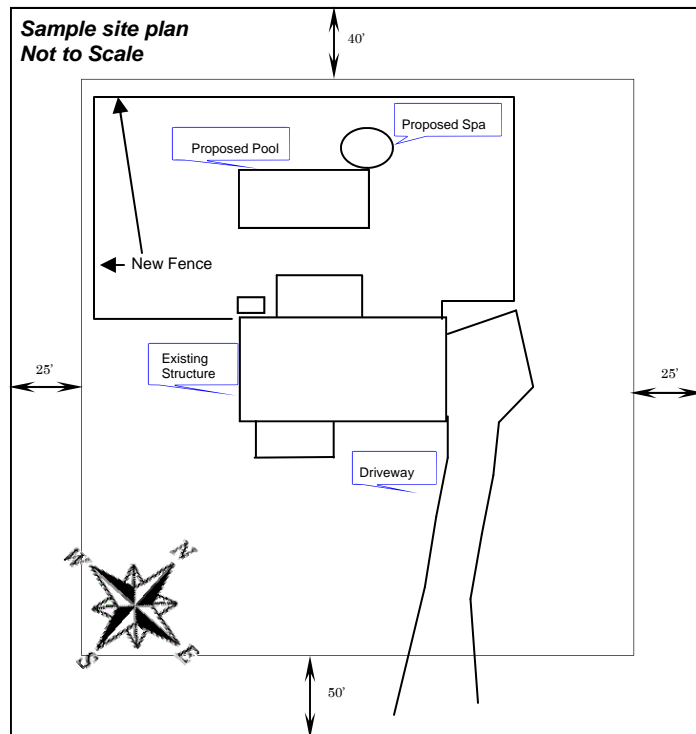 Sample site plan
Not to Scale
40'
Proposed Spa
Proposed Pool
New Fence
Existing
Structure
25'
25'
Driveway
W
N
S
E
50'